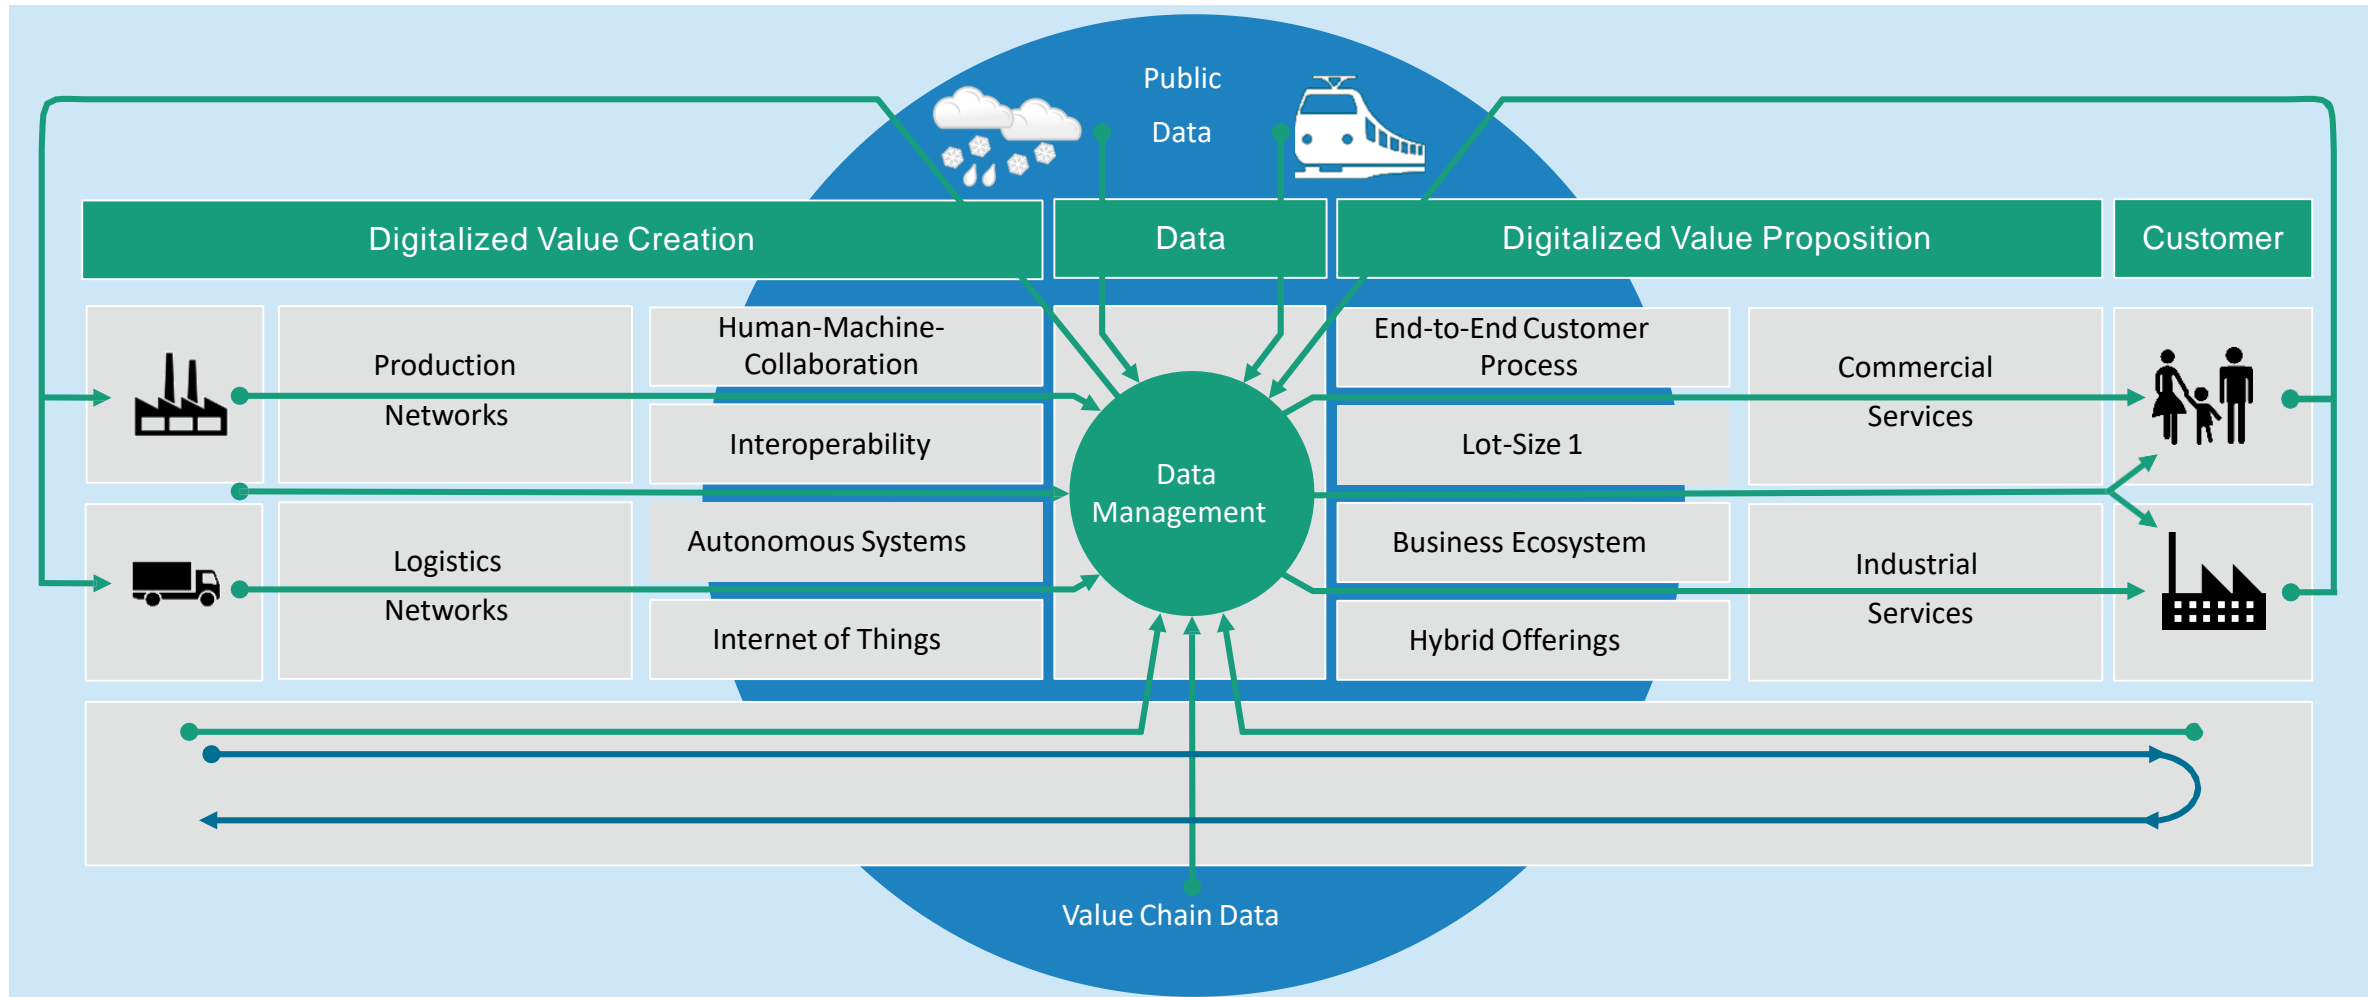 Public
Data
Digitalized Value Creation
Data
Digitalized Value Proposition
Customer
Production
Networks
Human-Machine-
Collaboration
Interoperability
Logistics
Networks
Autonomous Systems
Internet of Things
Data
Management
End-to-End Customer
Process
Lot-Size 1
Business Ecosystem
Hybrid Offerings
Commercial
Services
Industrial
Services
Value Chain Data